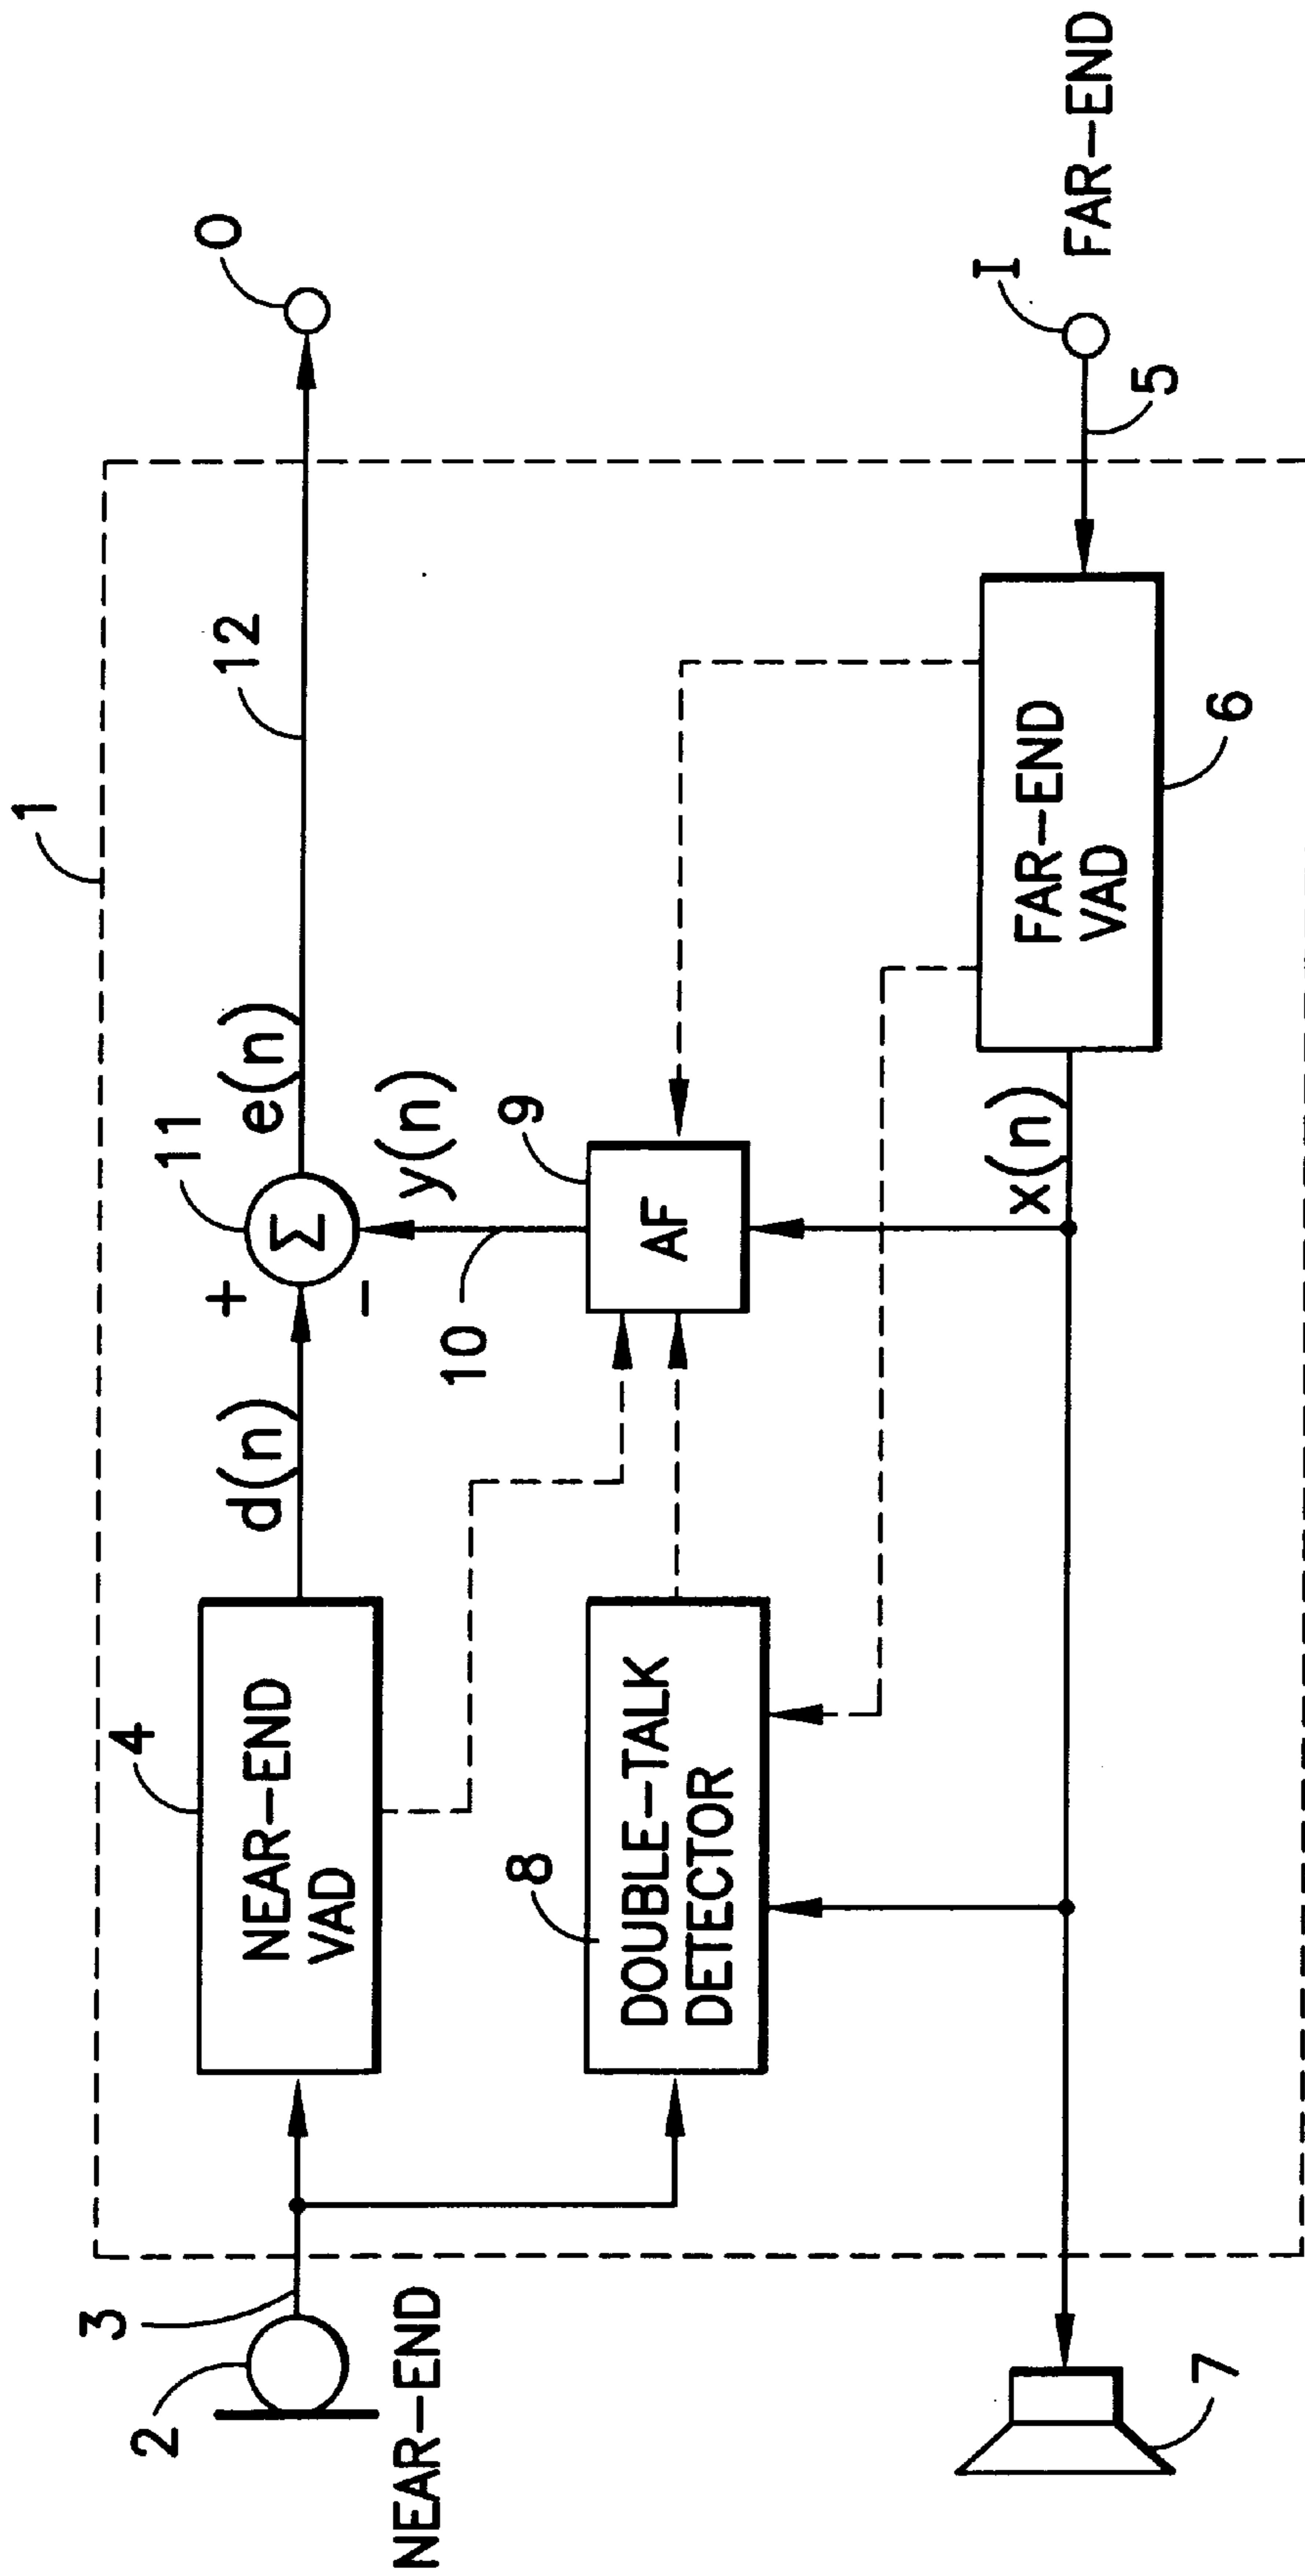 1
O
12
11
e(n)
d(n)
+
Σ
-
4
3
2
NEAR-END
VAD
NEAR-END
10
y(n)
9
AF
8
DOUBLE-TALK
DETECTOR
x(n)
FAR-END
VAD
6
I
5
FAR-END
7